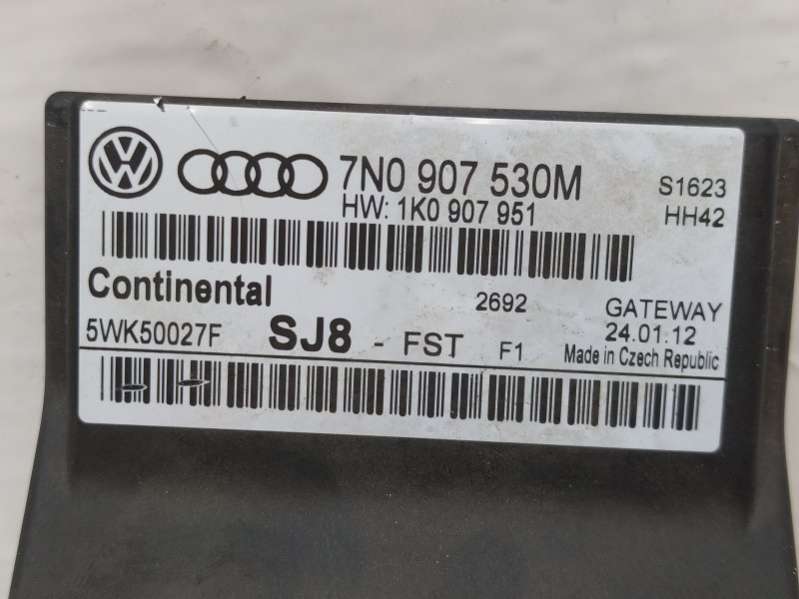 7N0 907 530M S1623
HW: 1K0 907 951 HH42
Continental 2692 GATEWAY
5WK50027F SJ8 - FST F1 24.01.12
Made in Czech Republic